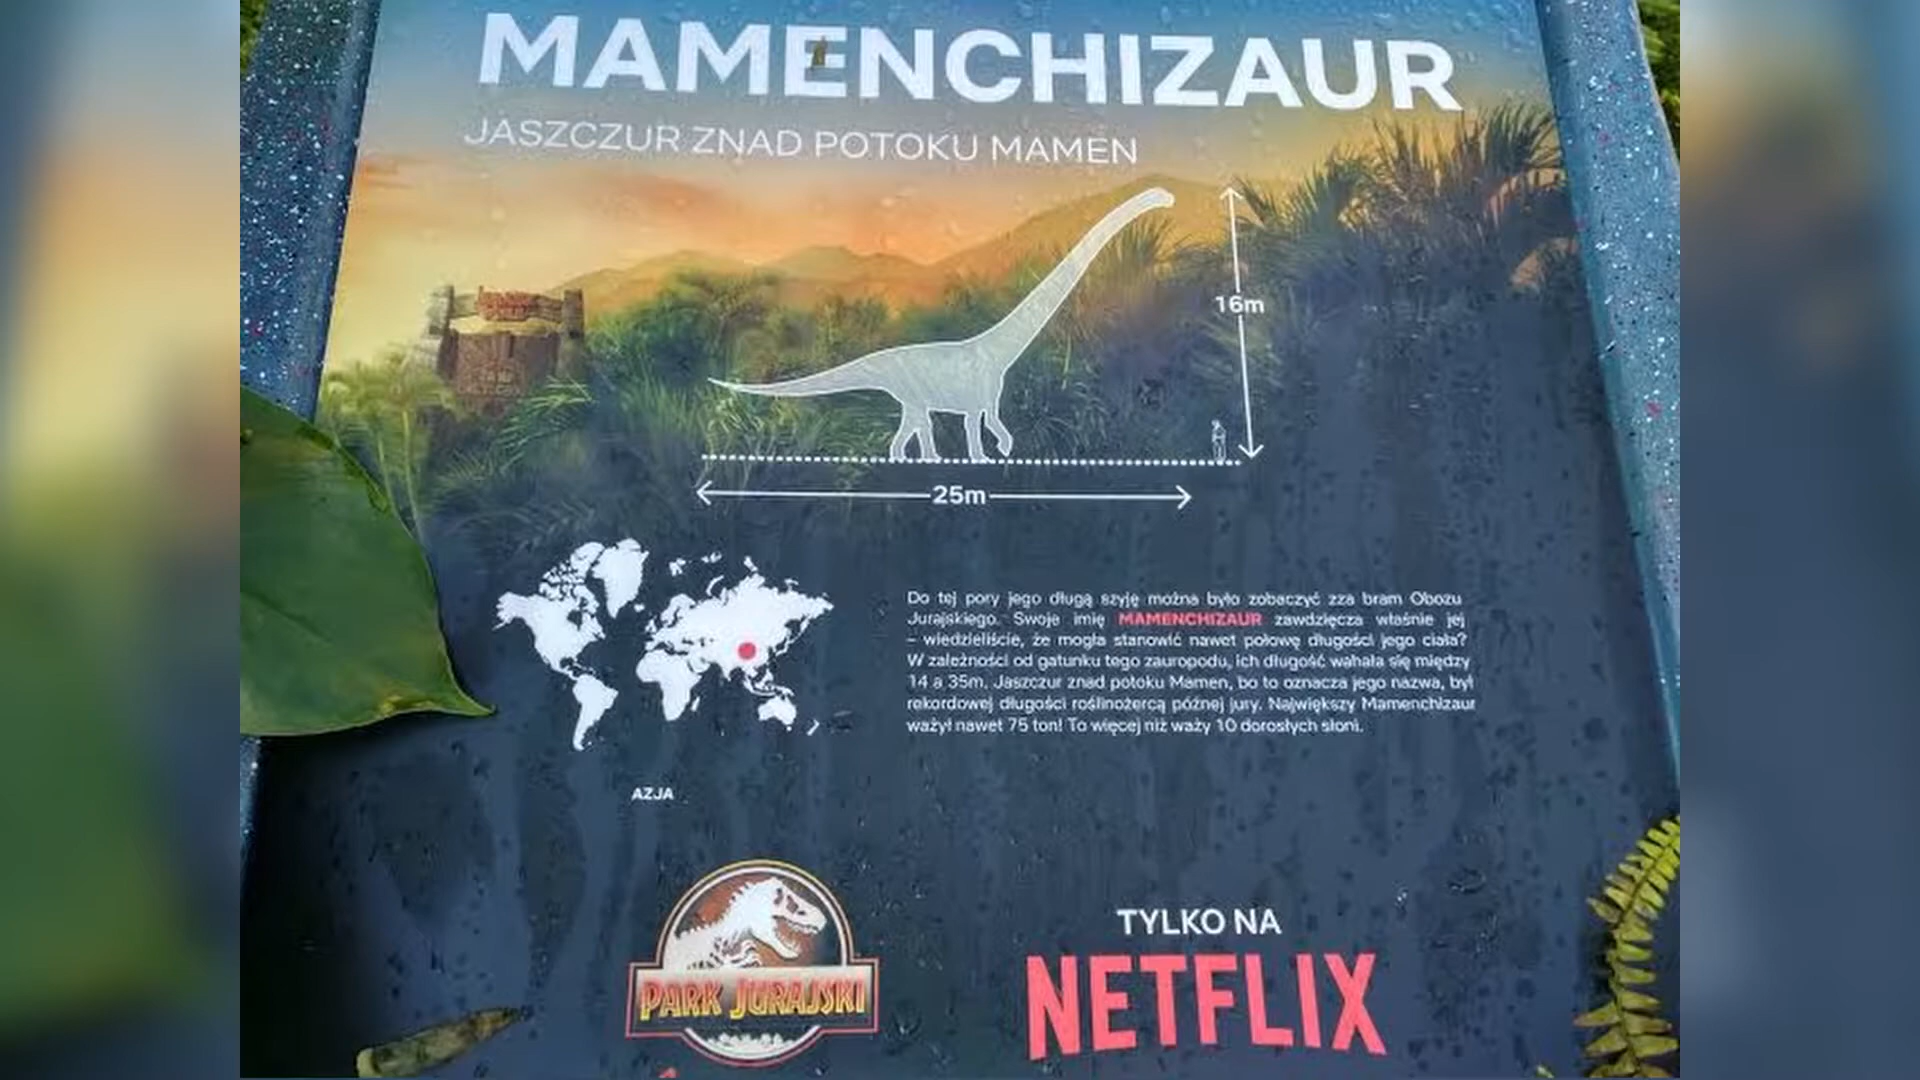 MAMENCHIZAUR
JASZCZUR ZNAD POTOKU MAMEN
16m
25m
Do tej pory jego długą szyję można było zobaczyć zza bram Obozu
Jurajskiego. Swoje imię MAMENCHIZAUR zawdzięcza właśnie jej
– wiedzieliście, że mogła stanowić nawet połowę długości jego ciała?
W zależności od gatunku tego zauropodu, ich długość wahała się między
14 a 35m. Jaszczur znad potoku Mamen, bo to oznacza jego nazwa, był
rekordowej długości roślinożercą późnej jury. Największy Mamenchizaur
ważył nawet 75 ton! To więcej niż waży 10 dorosłych słoni.
AZJA
PARK JURAJSKI
TYLKO NA
NETFLIX